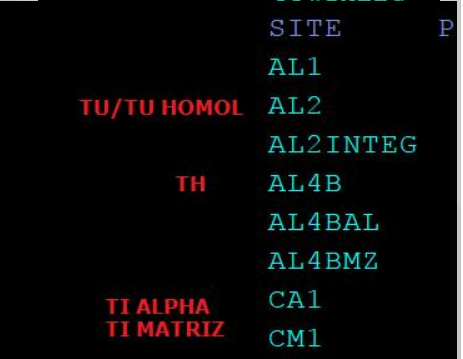 SITE P
AL1
TU/TU HOMOL AL2
AL2INTEG
TH AL4B
AL4BAL
AL4BMZ
TI ALPHA CA1
TI MATRIZ CM1